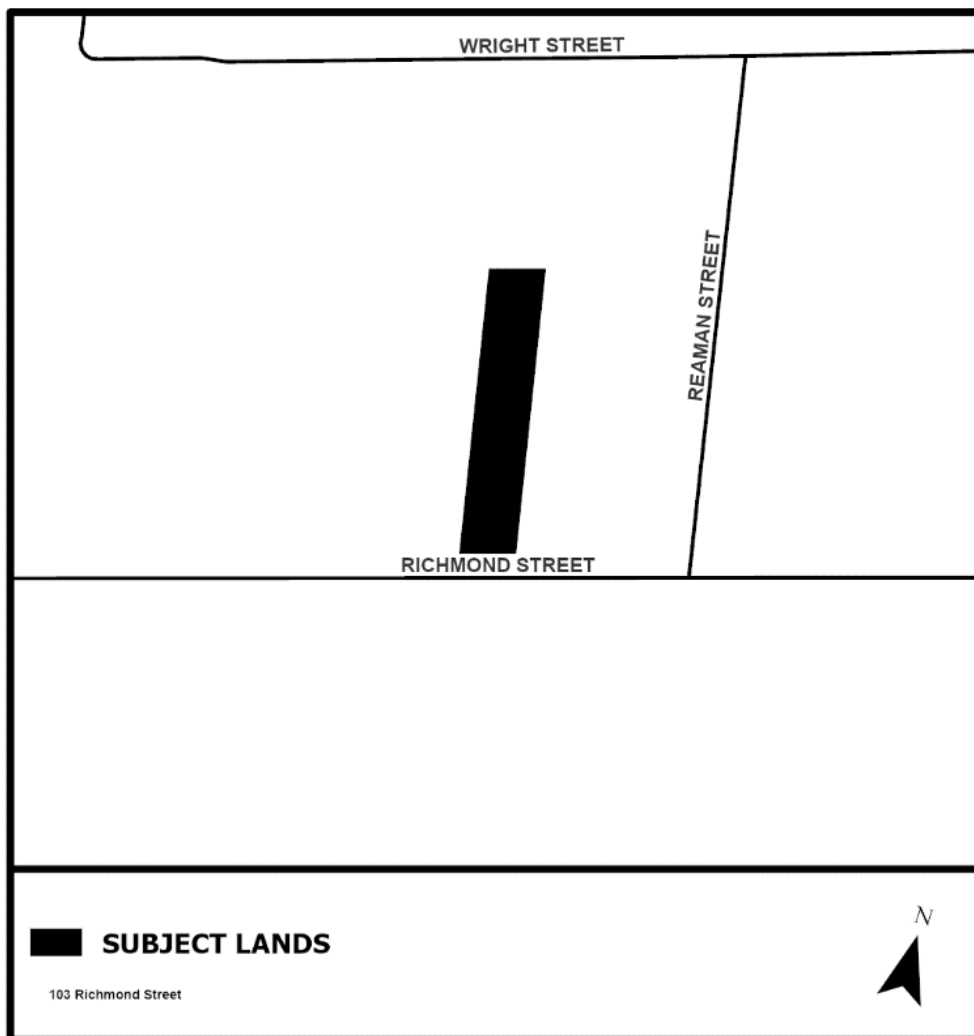 WRIGHT STREET
REAMAN STREET
RICHMOND STREET
N
SUBJECT LANDS
103 Richmond Street